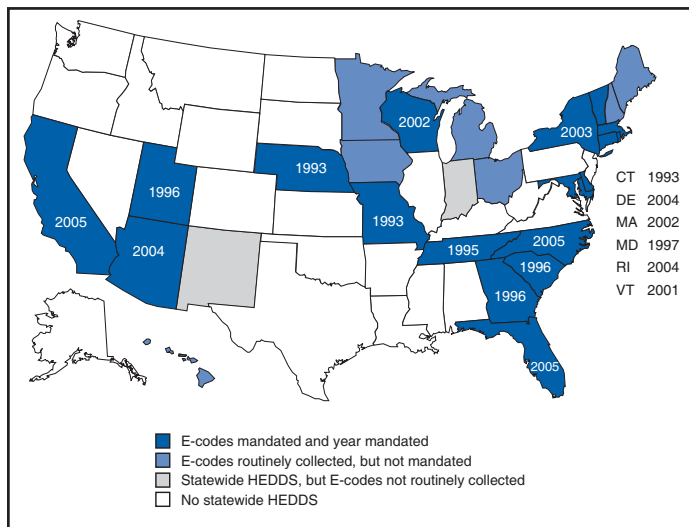 2002
2003
1993
1996
CT 1993
DE 2004
2005
1993
MA 2002
2004
1995
2005
MD 1997
1996
RI 2004
1996
VT 2001
2005
E-codes mandated and year mandated
E-codes routinely collected, but not mandated
Statewide HEDDS, but E-codes not routinely collected
No statewide HEDDS